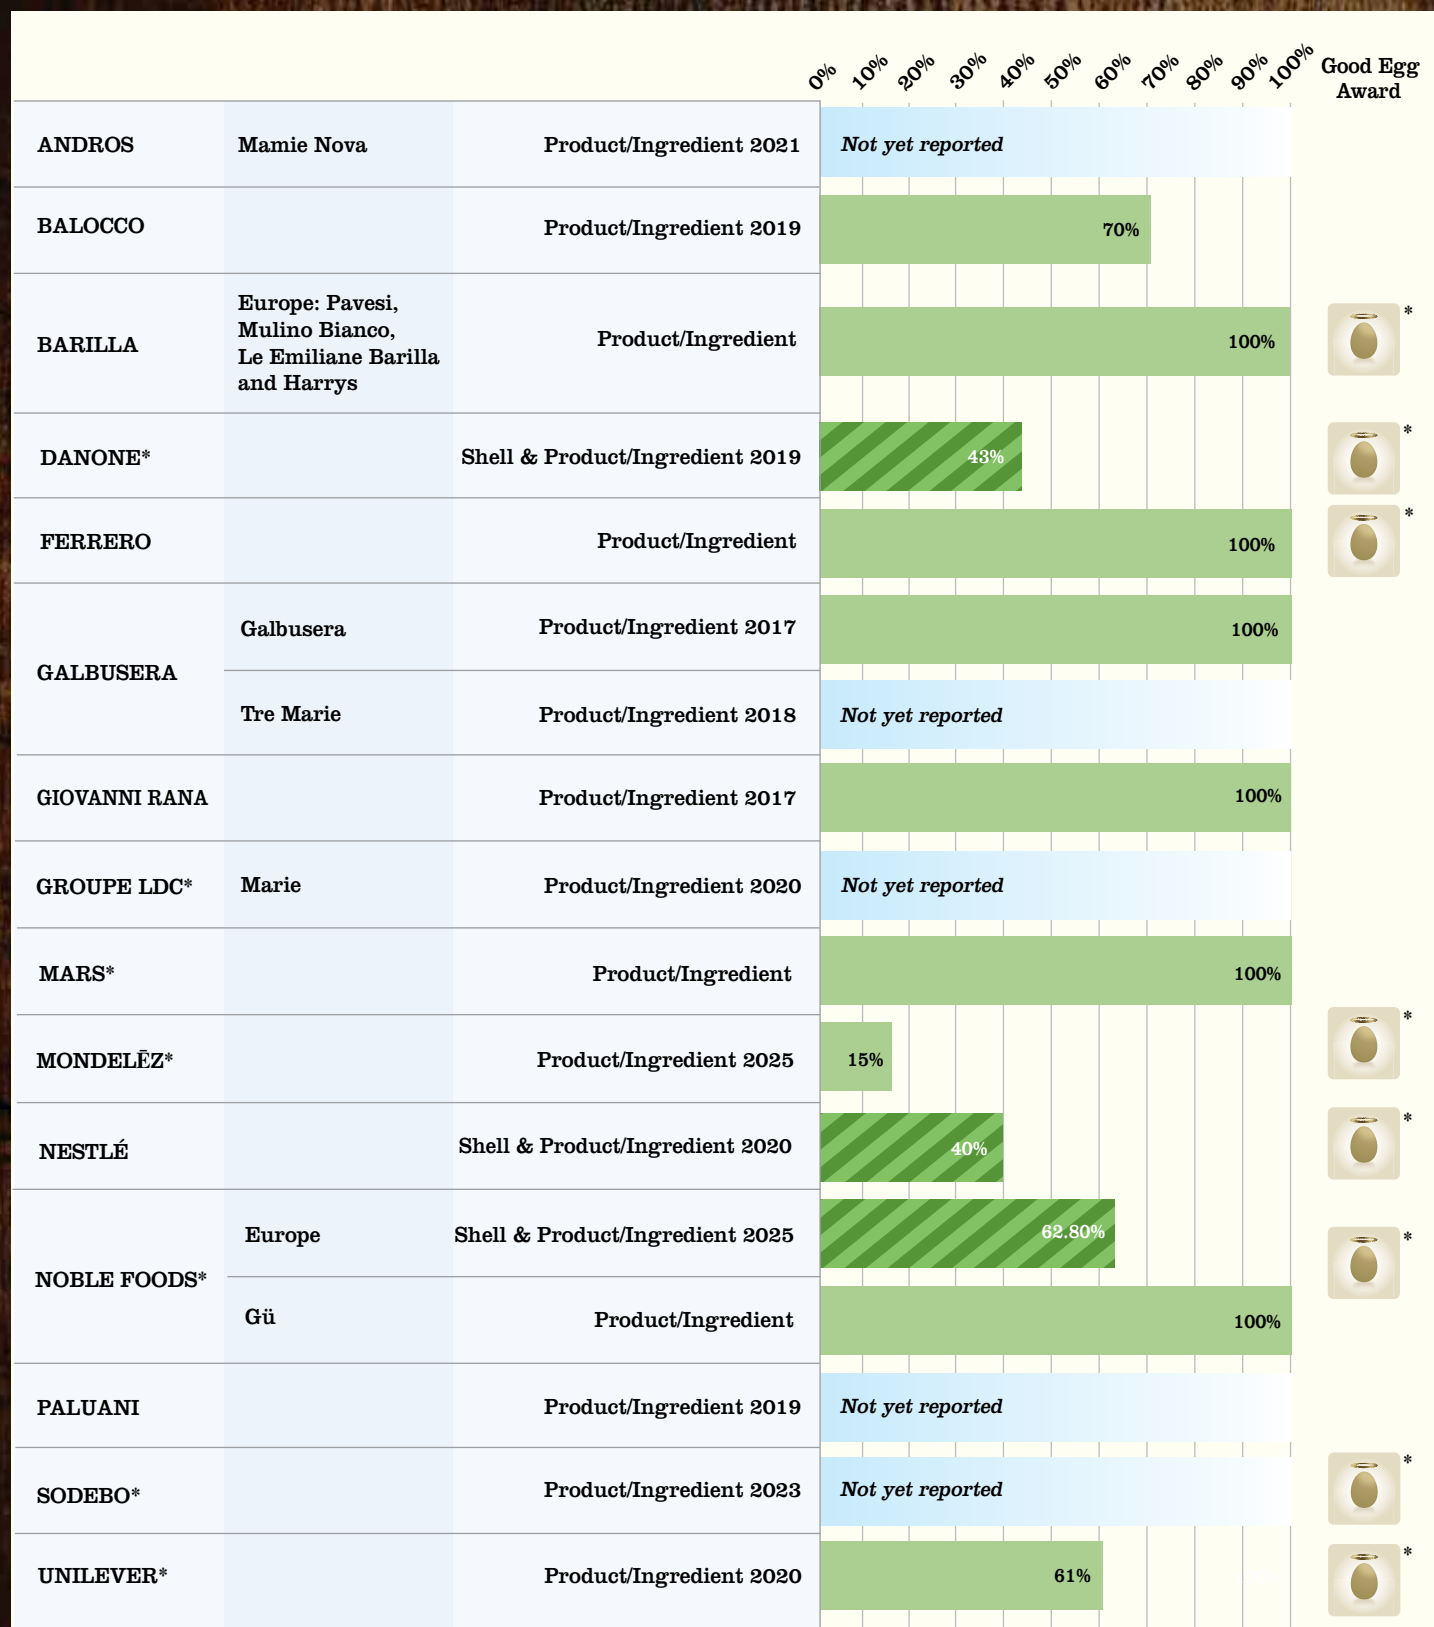 0% 10% 20% 30% 40% 50% 60% 70% 80% 90% 100%
Good Egg
Award
ANDROS Mamie Nova Product/Ingredient 2021 Not yet reported
BALOCCO Product/Ingredient 2019 70%
BARILLA
Europe: Pavesi,
Mulino Bianco,
Le Emiliane Barilla
and Harrys
Product/Ingredient 100% *
DANONE* Shell & Product/Ingredient 2019 43% *
FERRERO Product/Ingredient 100% *
GALBUSERA
Galbusera Product/Ingredient 2017 100%
Tre Marie Product/Ingredient 2018 Not yet reported
GIOVANNI RANA Product/Ingredient 2017 100%
GROUPE LDC* Marie Product/Ingredient 2020 Not yet reported
MARS* Product/Ingredient 100%
MONDELĒZ* Product/Ingredient 2025 15% *
NESTLÉ Shell & Product/Ingredient 2020 40% *
NOBLE FOODS*
Europe Shell & Product/Ingredient 2025 62.80% *
Gü Product/Ingredient 100%
PALUANI Product/Ingredient 2019 Not yet reported
SODEBO* Product/Ingredient 2023 Not yet reported *
UNILEVER* Product/Ingredient 2020 61% *